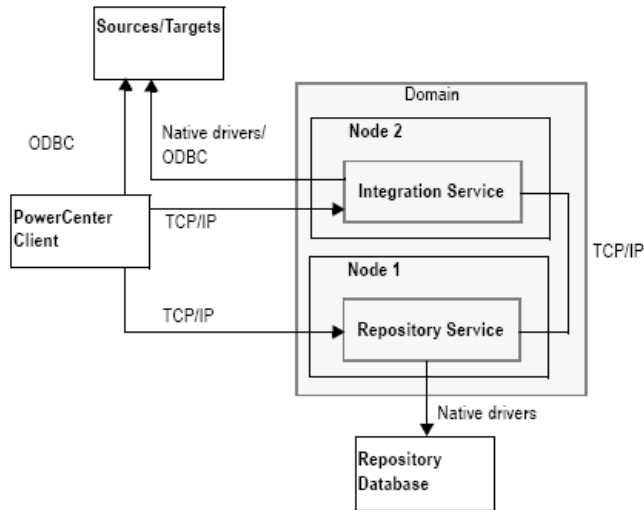 Sources/Targets
Domain
Node 2
Native drivers/
ODBC
ODBC
Integration Service
PowerCenter
Client
TCP/IP
TCP/IP
Node 1
TCP/IP
Repository Service
Native drivers
Repository
Database